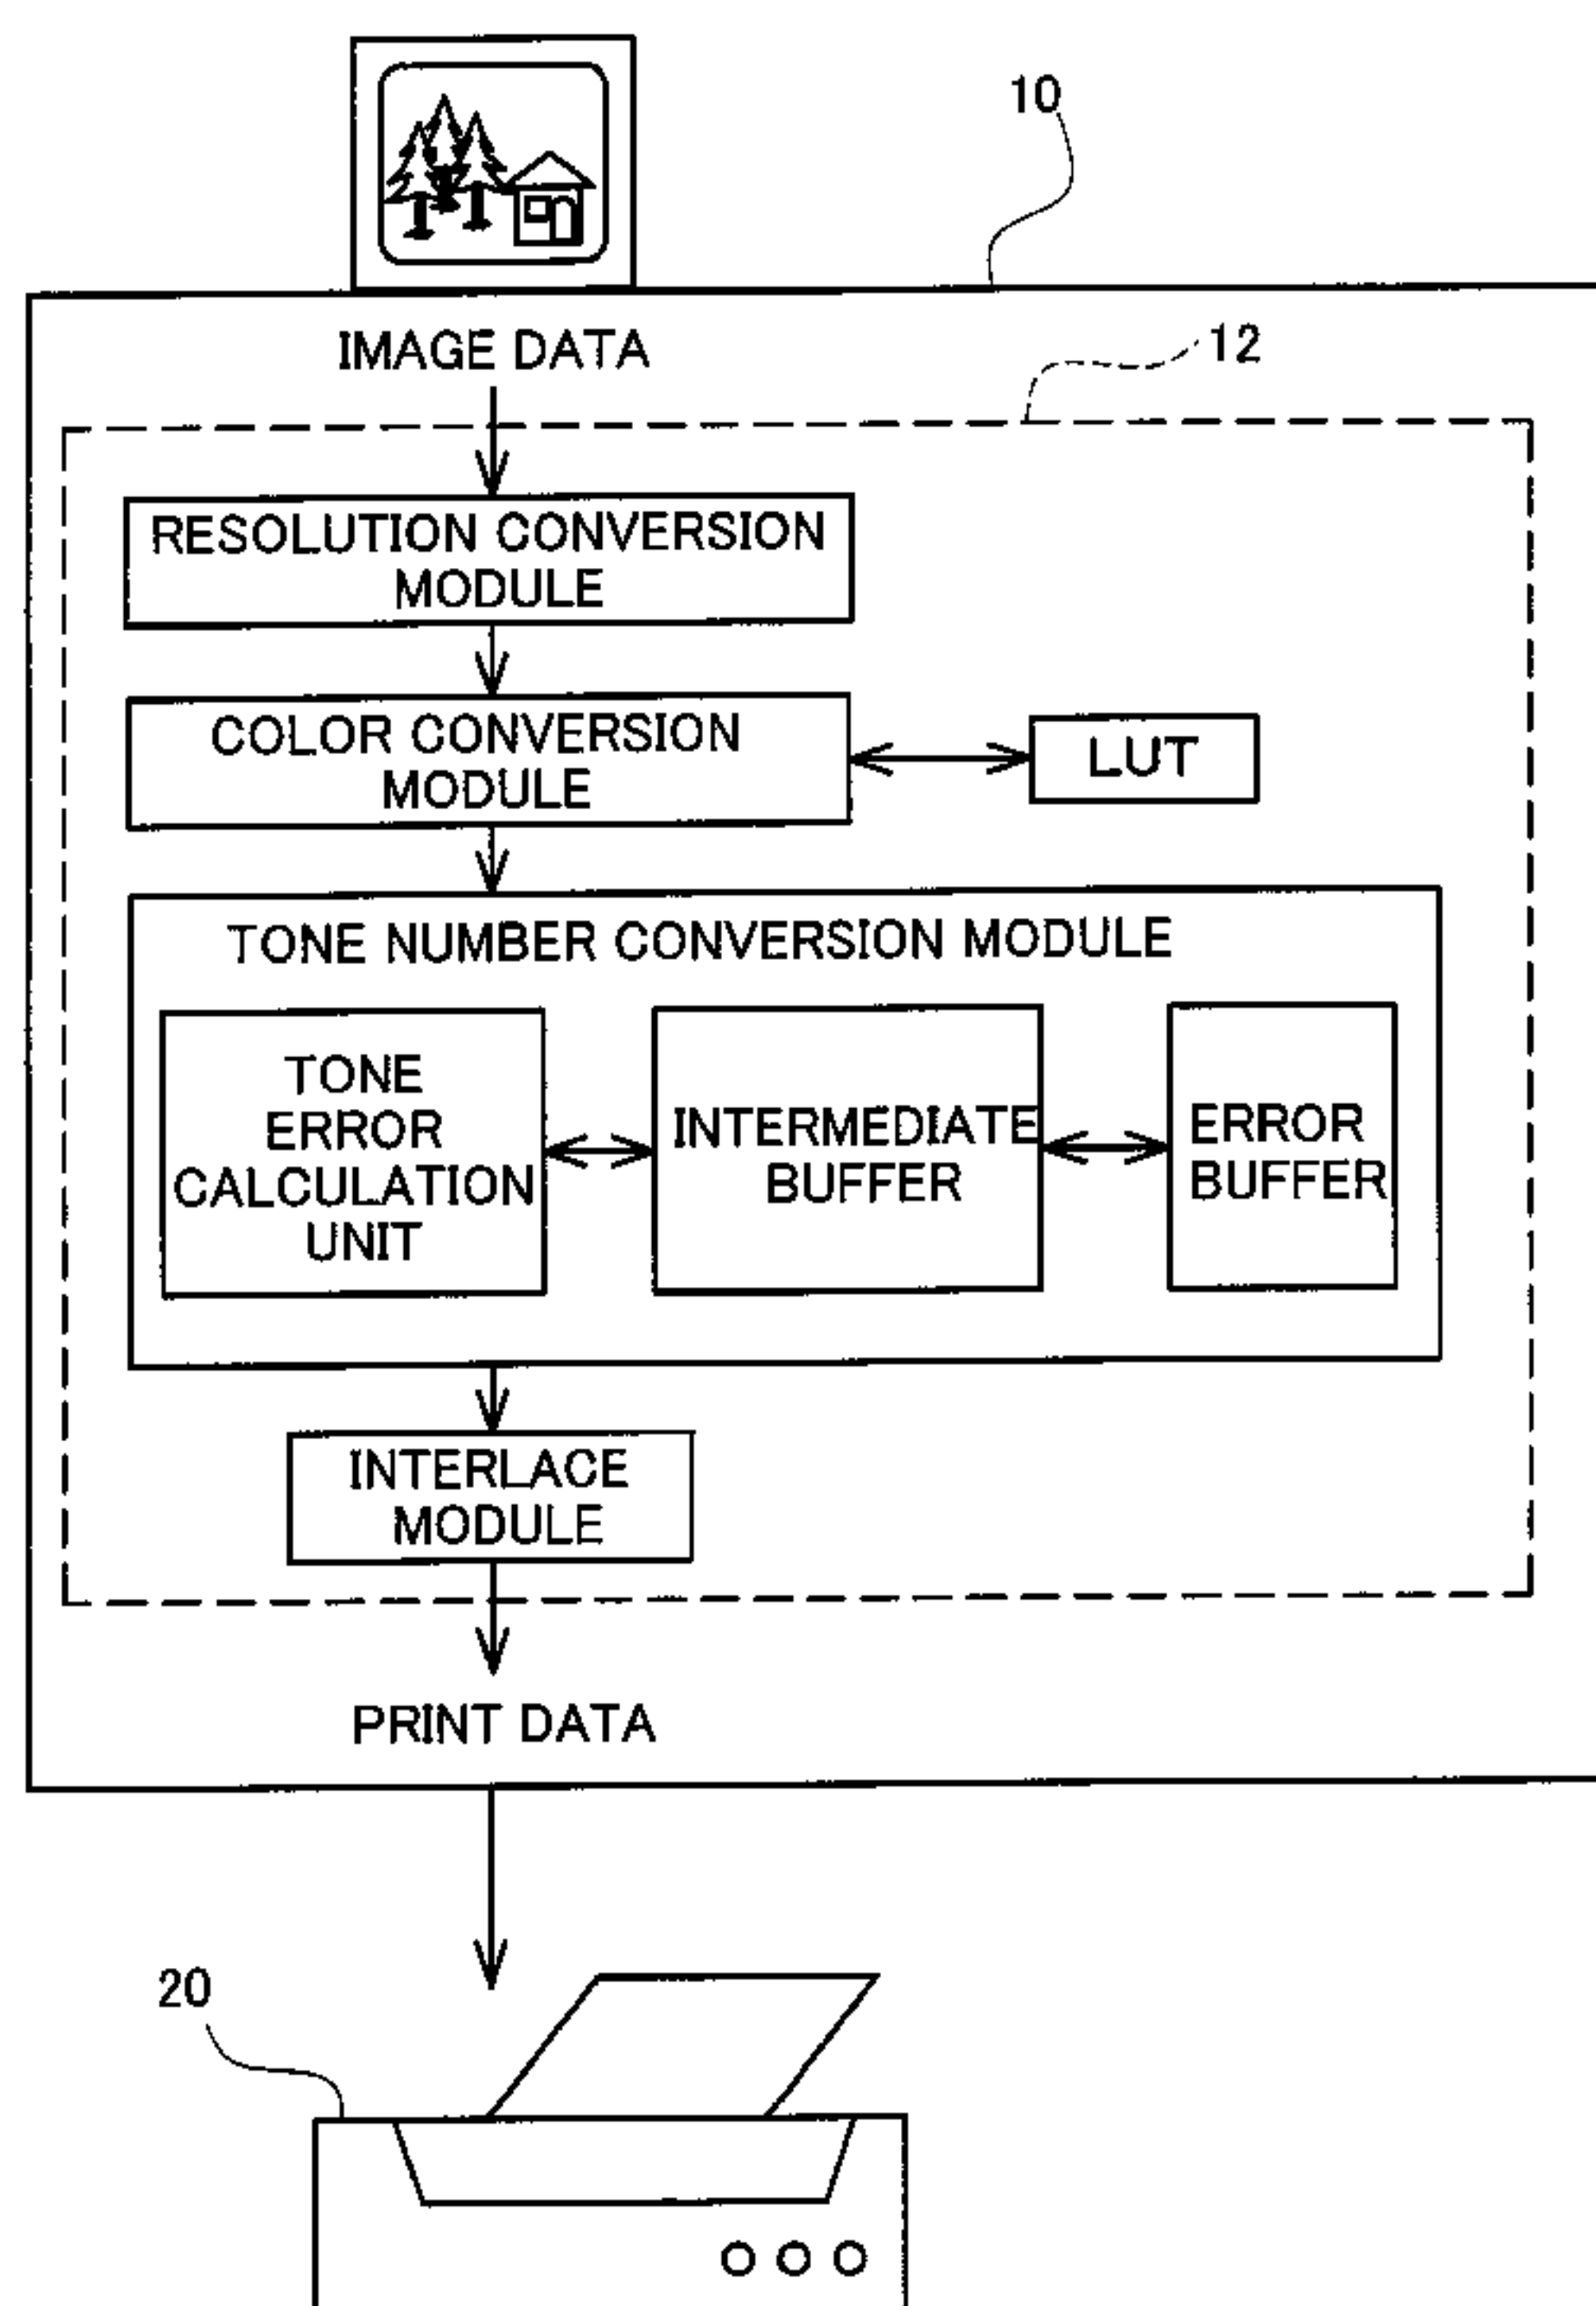 10
IMAGE DATA
12
RESOLUTION CONVERSION
MODULE
COLOR CONVERSION
MODULE
LUT
TONE NUMBER CONVERSION MODULE
TONE
ERROR
CALCULATION
UNIT
INTERMEDIATE
BUFFER
ERROR
BUFFER
INTERLACE
MODULE
PRINT DATA
20